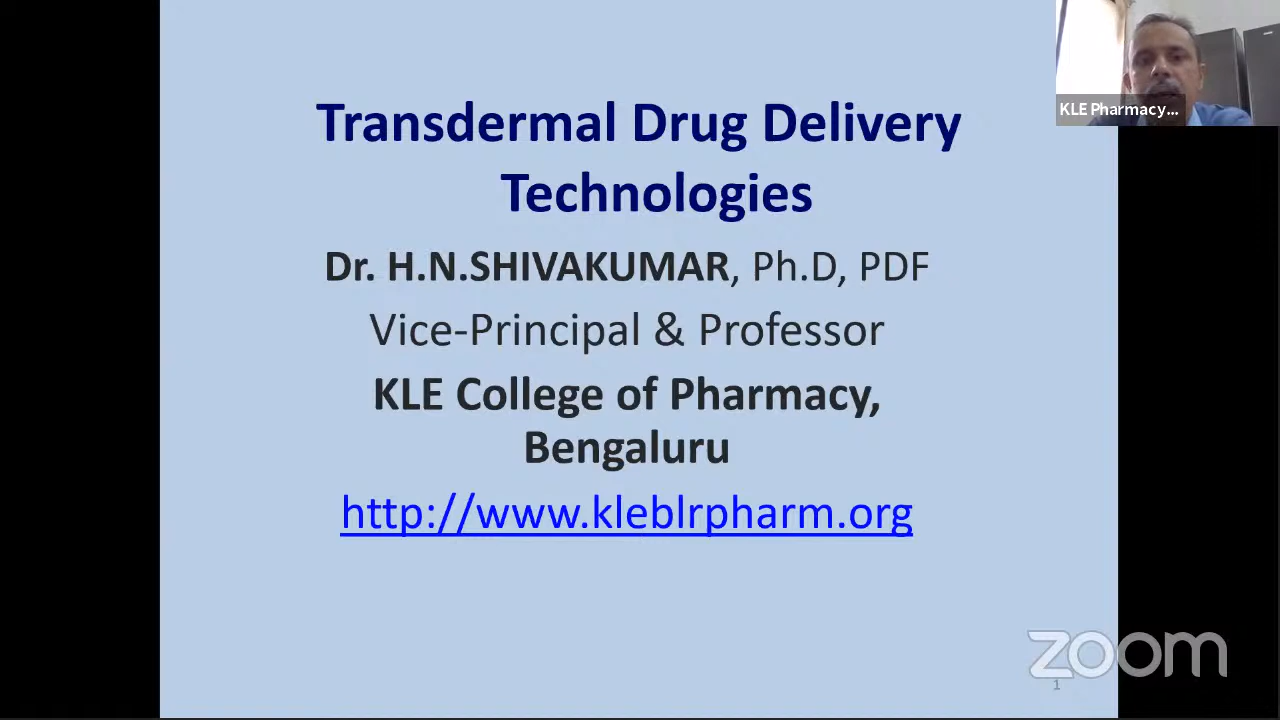 Transdermal Drug Delivery
Technologies
Dr. H.N.SHIVAKUMAR, Ph.D, PDF
Vice-Principal & Professor
KLE College of Pharmacy,
Bengaluru
http://www.kleblrpharm.org
KLE Pharmacy...
zoom
1